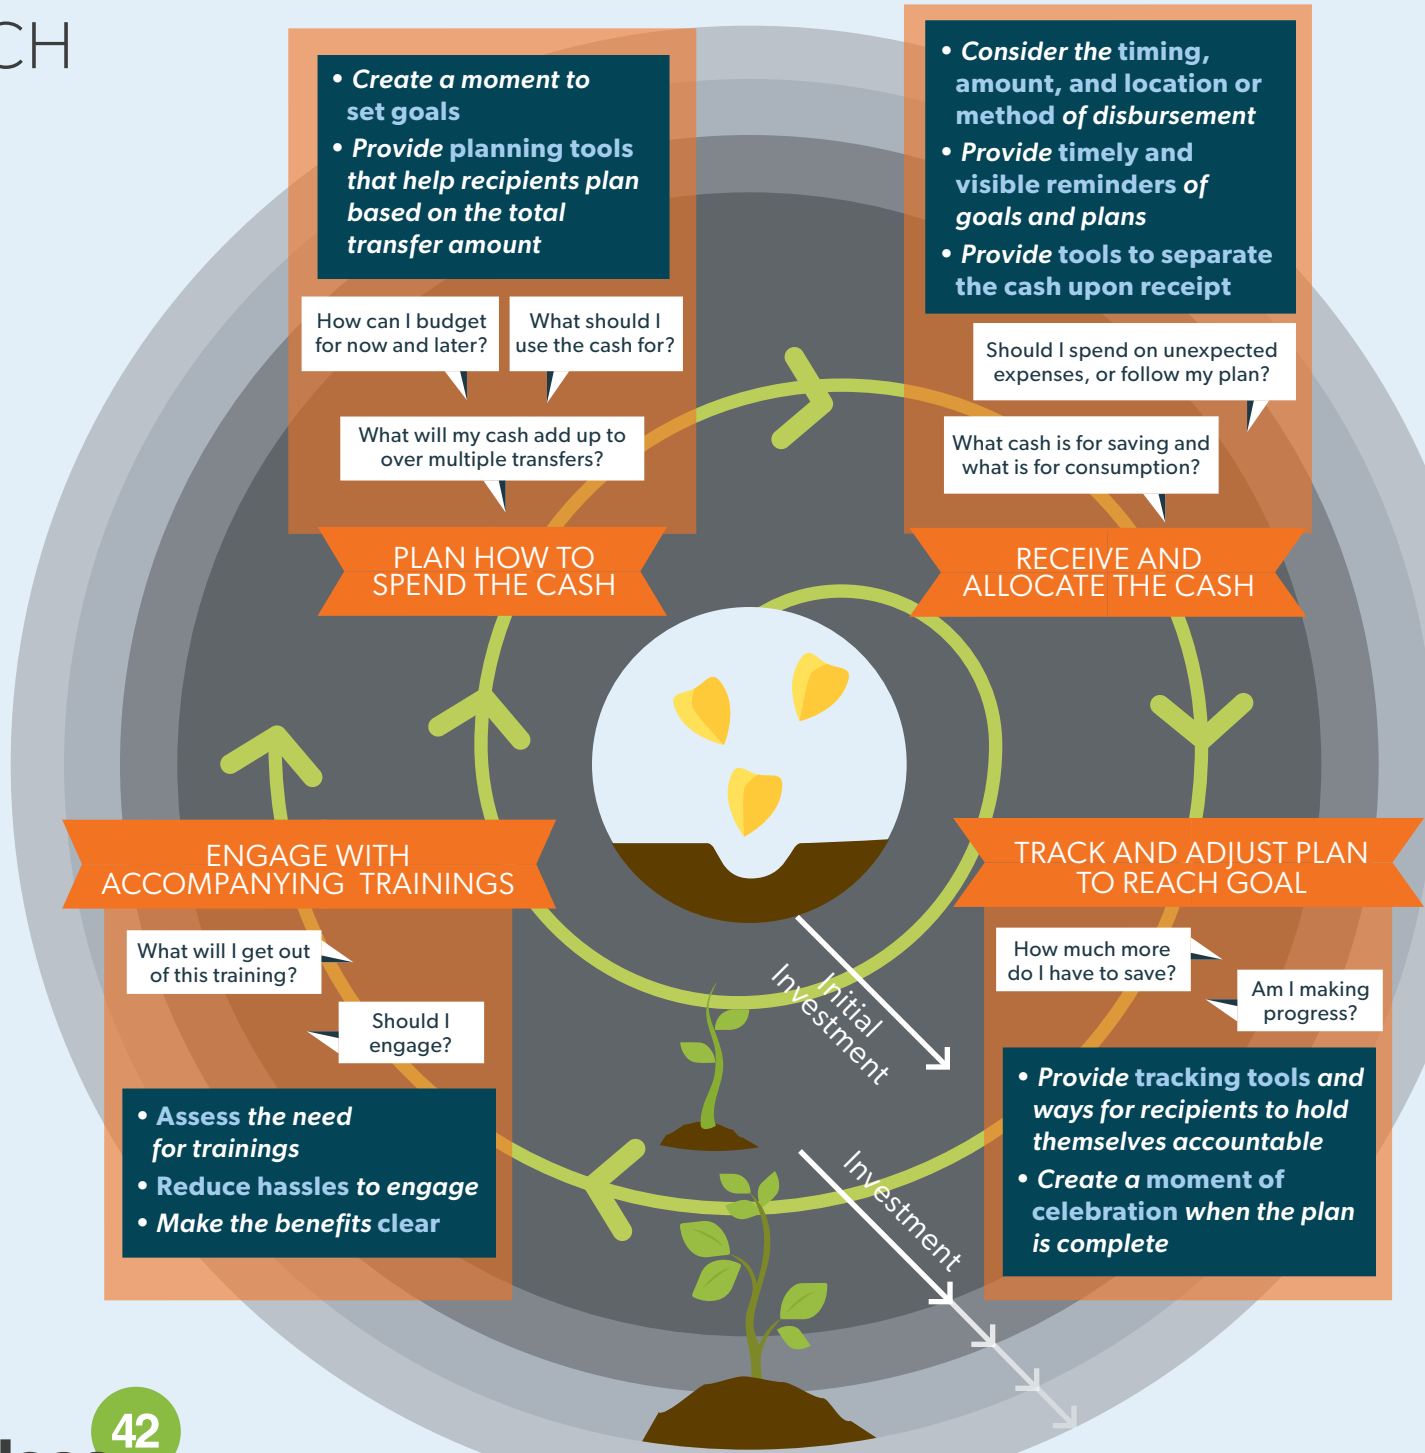 CH
• Create a moment to
set goals
• Provide planning tools
that help recipients plan
based on the total
transfer amount
How can I budget
for now and later?
What should I
use the cash for?
What will my cash add up to
over multiple transfers?
PLAN HOW TO
SPEND THE CASH
• Consider the timing,
amount, and location or
method of disbursement
• Provide timely and
visible reminders of
goals and plans
• Provide tools to separate
the cash upon receipt
Should I spend on unexpected
expenses, or follow my plan?
What cash is for saving and
what is for consumption?
RECEIVE AND
ALLOCATE THE CASH
ENGAGE WITH
ACCOMPANYING TRAININGS
What will I get out
of this training?
Should I
engage?
• Assess the need
for trainings
• Reduce hassles to engage
• Make the benefits clear
TRACK AND ADJUST PLAN
TO REACH GOAL
How much more
do I have to save?
Am I making
progress?
• Provide tracking tools and
ways for recipients to hold
themselves accountable
• Create a moment of
celebration when the plan
is complete
Initial
Investment
Investment
42